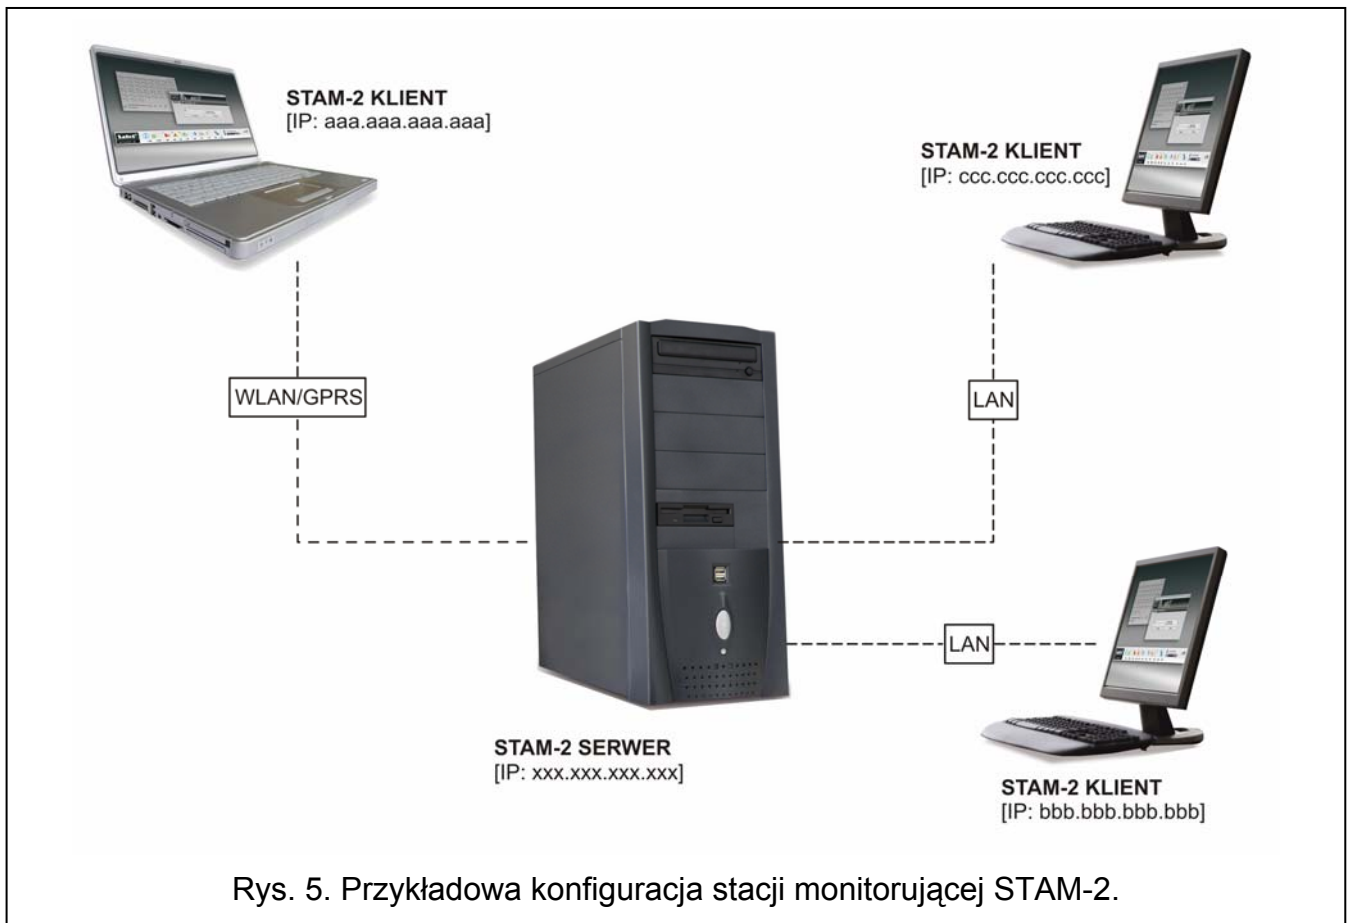 STAM-2 KLIENT
[IP: aaa.aaa.aaa.aaa]
STAM-2 KLIENT
[IP: ccc.ccc.ccc.ccc]
WLAN/GPRS
LAN
LAN
STAM-2 SERWER
[IP: xxx.xxx.xxx.xxx]
STAM-2 KLIENT
[IP: bbb.bbb.bbb.bbb]
Rys. 5. Przykładowa konfiguracja stacji monitorującej STAM-2.